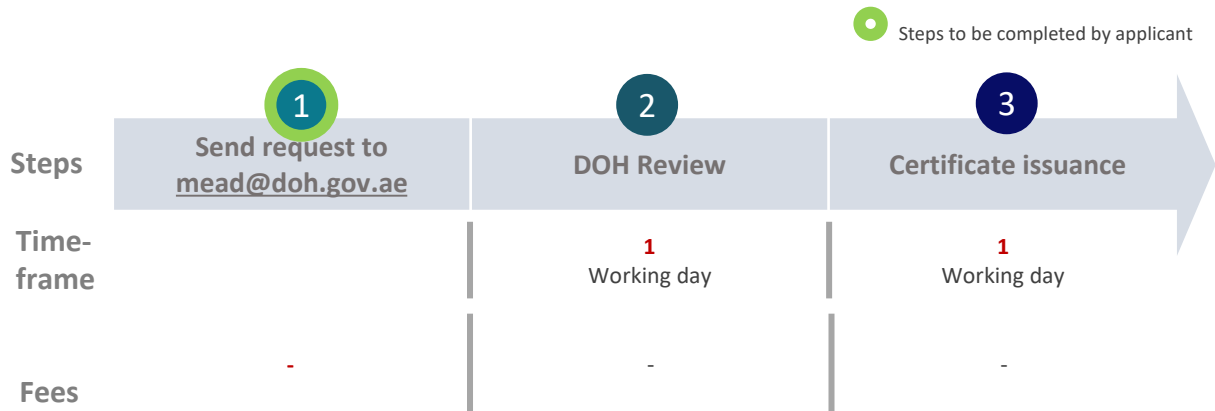 Steps to be completed by applicant
1
2
3
Steps
Send request to
mead@doh.gov.ae
DOH Review
Certificate issuance
Time-
frame
1
Working day
1
Working day
Fees
-
-
-